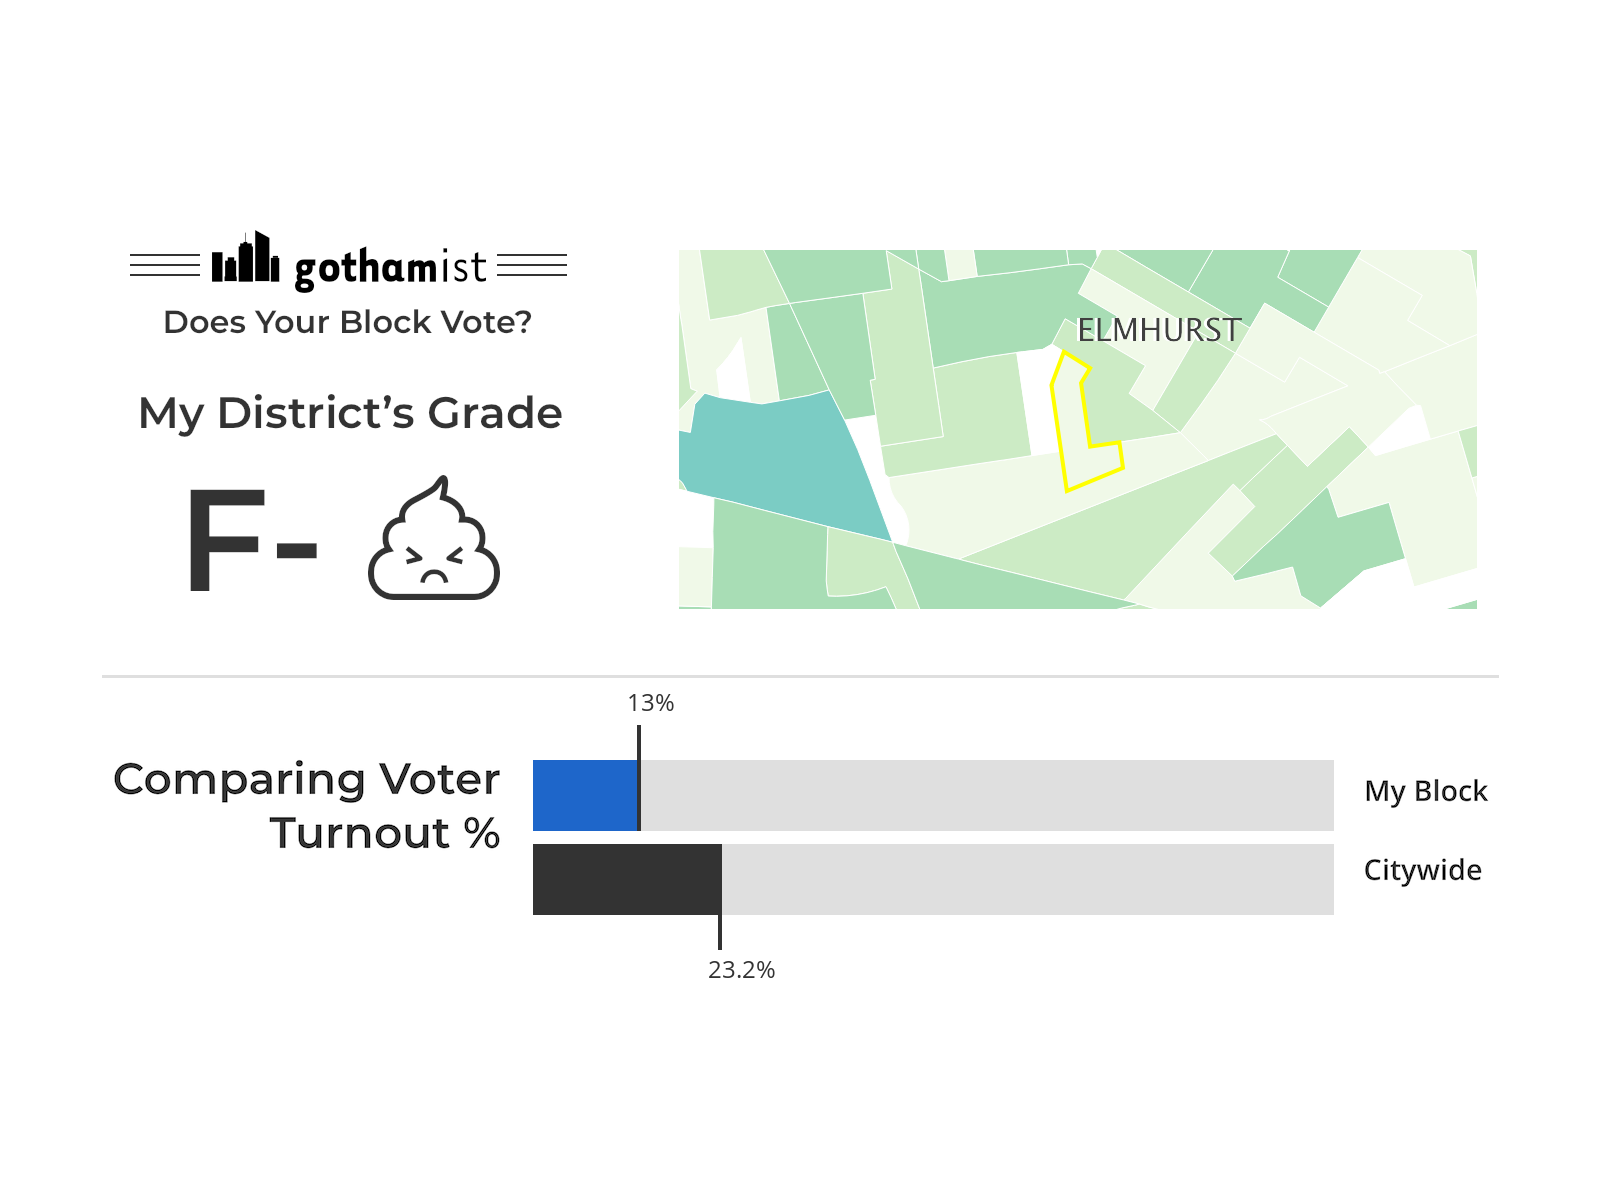 gothamist
Does Your Block Vote?
My District’s Grade
F-
ELMHURST
13%
Comparing Voter
Turnout %
My Block
Citywide
23.2%